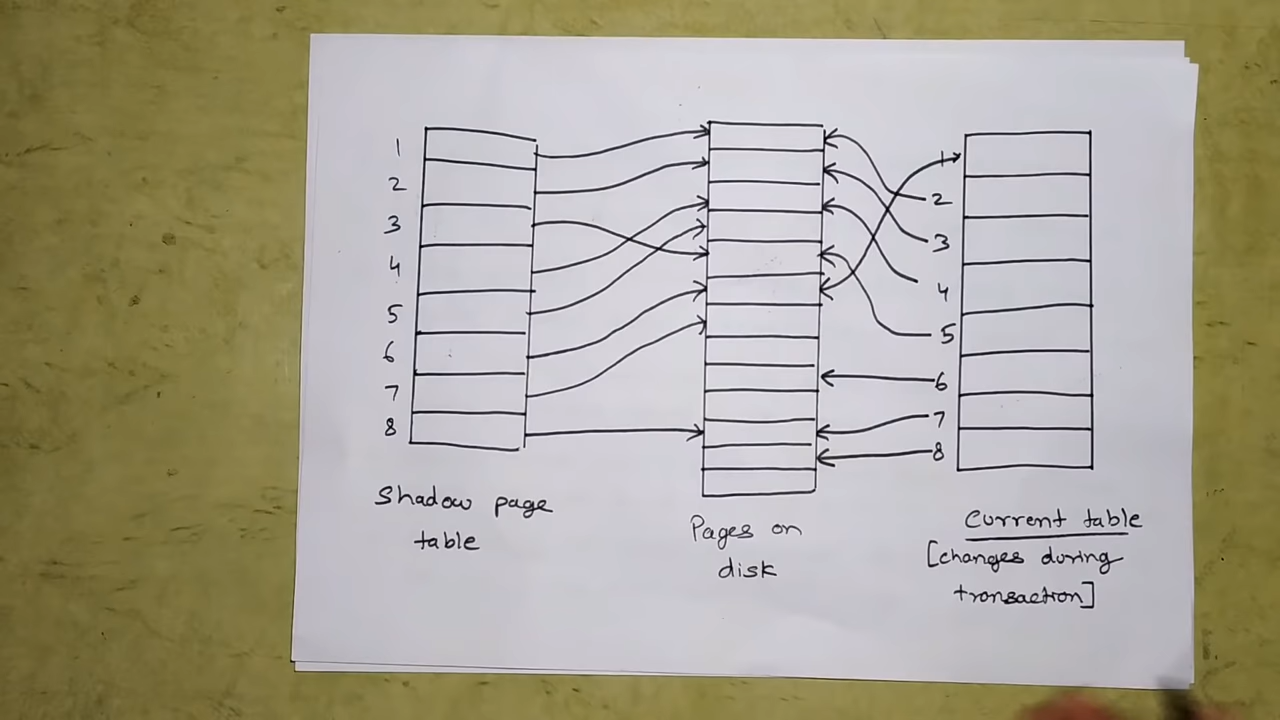 1
2
3
4
5
6
7
8
Shadow page
table
Pages on
disk
1
2
3
4
5
6
7
8
Current table
[changes during
transaction]